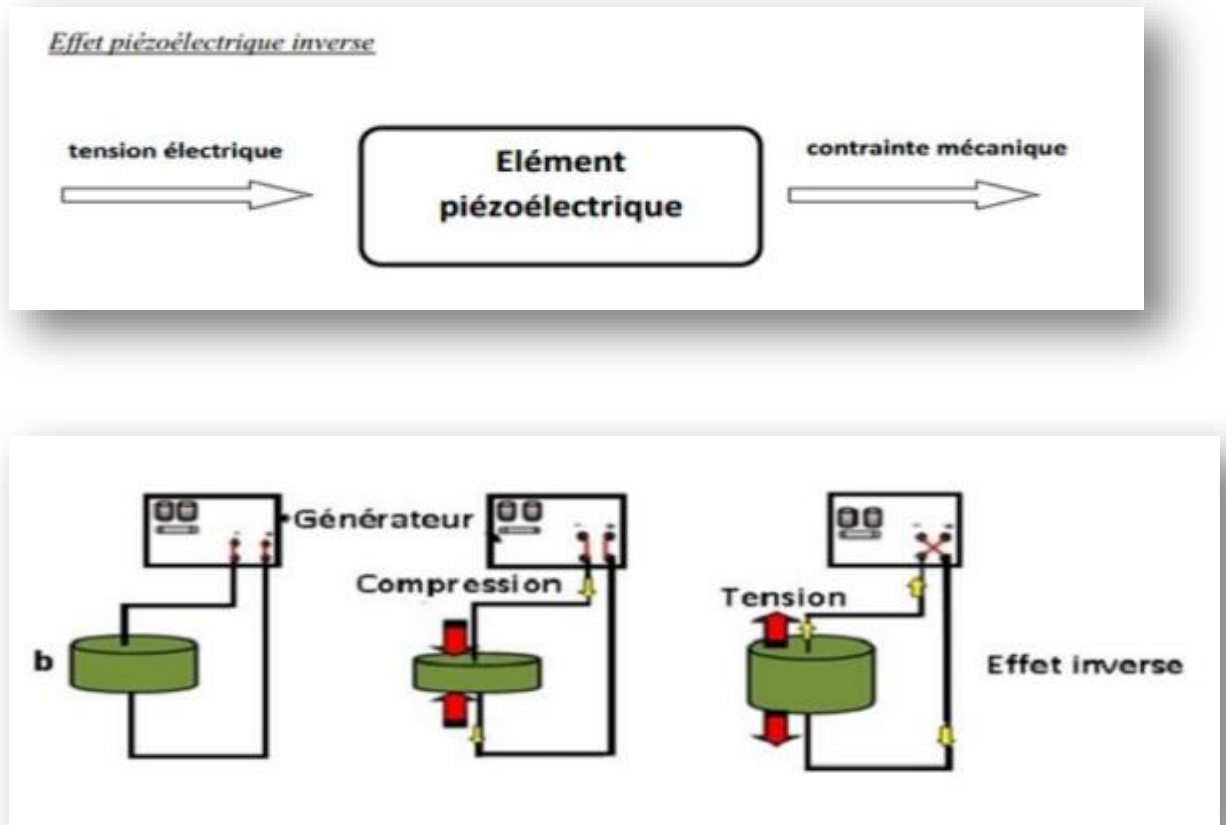 Effet piézoélectrique inverse
tension électrique
Elément
piézoélectrique
contrainte mécanique
Générateur
- +
- +
- +
Compression
Tension
b
Effet inverse